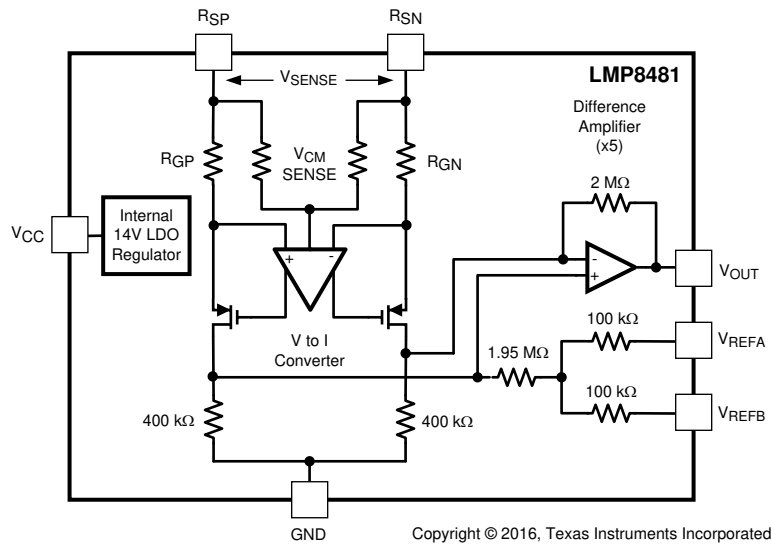 RSP
RSN
VSENSE
LMP8481
Difference
Amplifier
(x5)
RGP
VCM
SENSE
RGN
2 MΩ
VCC
Internal
14V LDO
Regulator
+
-
-
+
VOUT
V to I
Converter
1.95 MΩ
100 kΩ
VREFA
100 kΩ
VREFB
400 kΩ
400 kΩ
GND
Copyright © 2016, Texas Instruments Incorporated